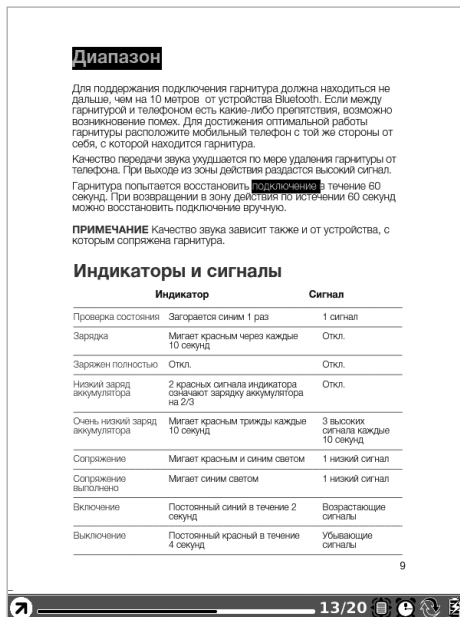 Диапазон
Для поддержания подключения гарнитура должна находиться не
дальше, чем на 10 метров от устройства Bluetooth. Если между
гарнитурой и телефоном есть какие-либо препятствия, возможно
возникновение помех. Для достижения оптимальной работы
гарнитуры расположите мобильный телефон с той же стороны от
себя, с которой находится гарнитура.
Качество передачи звука ухудшается по мере удаления гарнитуры от
телефона. При выходе из зоны действия раздастся высокий сигнал.
Гарнитура попытается восстановить подключение в течение 60
секунд. При возвращении в зону действия по истечении 60 секунд
можно восстановить подключение вручную.
ПРИМЕЧАНИЕ Качество звука зависит также и от устройства, с
которым сопряжена гарнитура.
Индикаторы и сигналы
Индикатор Сигнал
Проверка состояния Загорается синим 1 раз 1 сигнал
Зарядка Мигает красным через каждые Откл.
10 секунд
Заряжен полностью Откл. Откл.
Низкий заряд 2 красных сигнала индикатора Откл.
аккумулятора означают зарядку аккумулятора
на 2/3
Очень низкий заряд Мигает красным трижды каждые 3 высоких
аккумулятора 10 секунд сигнала каждые
10 секунд
Сопряжение Мигает красным и синим светом 1 низкий сигнал
Сопряжение Мигает синим светом 1 низкий сигнал
выполнено
Включение Постоянный синий в течение 2 Возрастающие
секунд сигналы
Выключение Постоянный красный в течение Убывающие
4 секунд сигналы
9
13/20